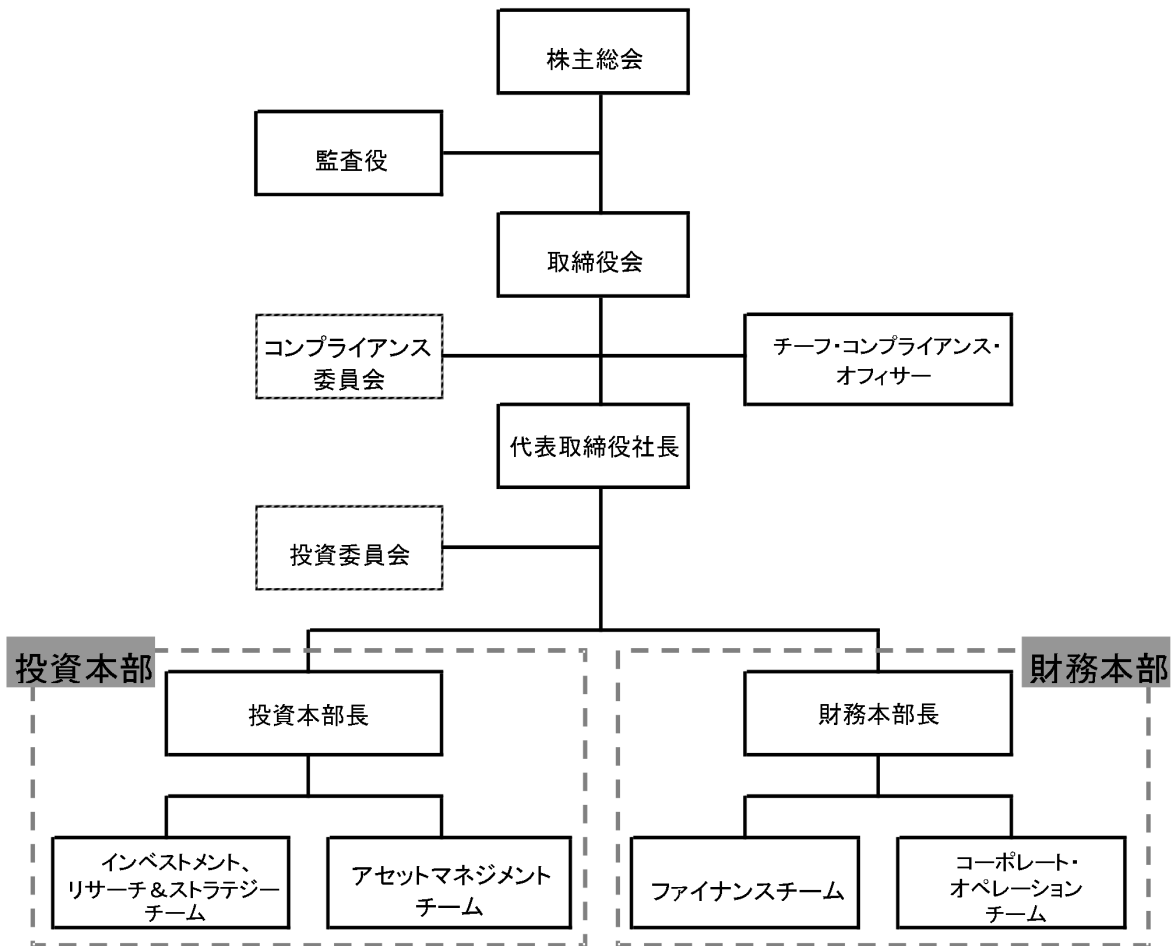 株主総会
監査役
取締役会
コンプライアンス
委員会
チーフ・コンプライアンス・
オフィサー
代表取締役社長
投資委員会
投資本部
財務本部
投資本部長
財務本部長
インベストメント、
リサーチ&ストラテジー
チーム
アセットマネジメント
チーム
ファイナンスチーム
コーポレート・
オペレーション
チーム